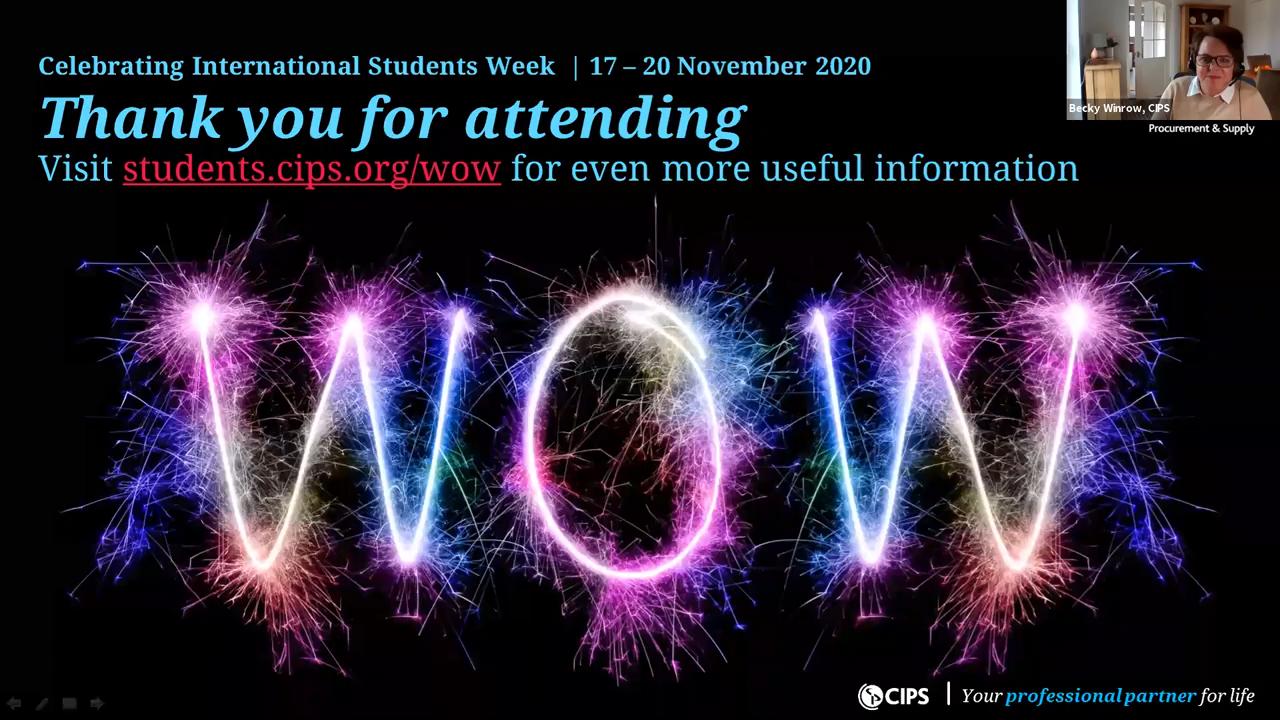 Celebrating International Students Week | 17 – 20 November 2020
Thank you for attending
Visit students.cips.org/wow for even more useful information
Becky Winrow, CIPS
Procurement & Supply
WOW
CIPS | Your professional partner for life